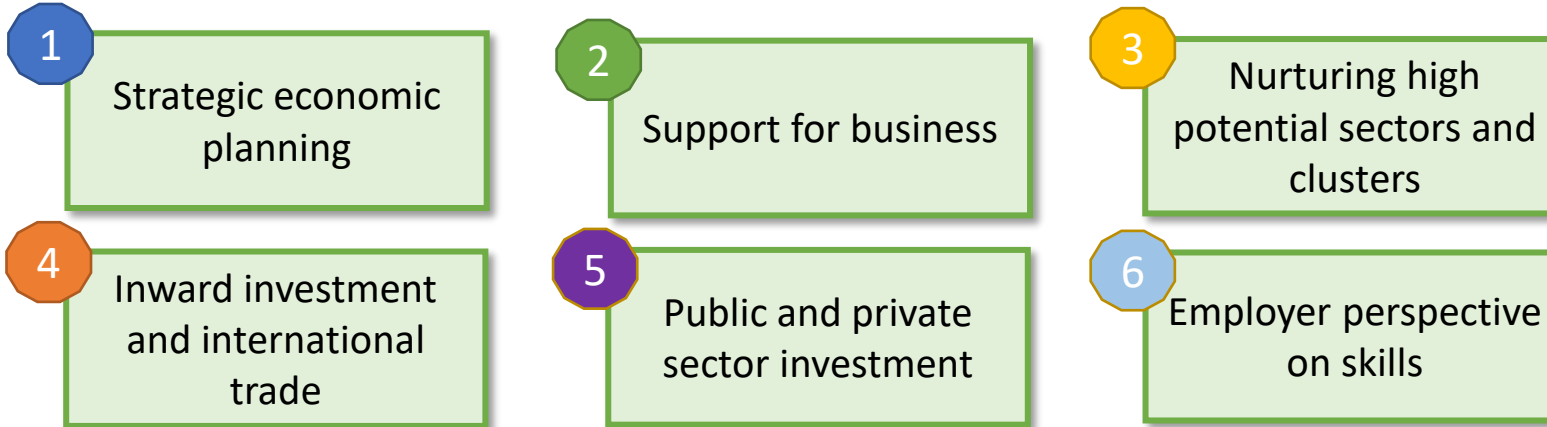 1
Strategic economic
planning
2
Support for business
3
Nurturing high
potential sectors and
clusters
4
Inward investment
and international
trade
5
Public and private
sector investment
6
Employer perspective
on skills